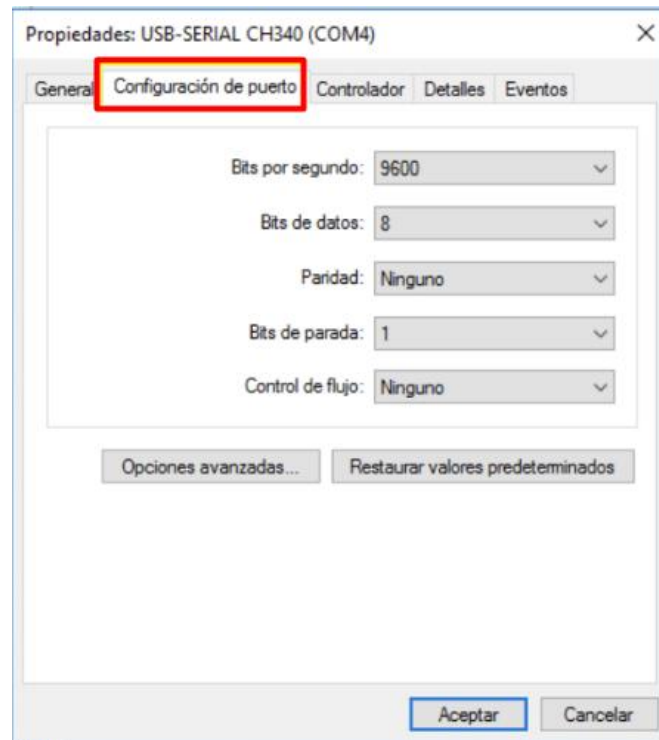 Propiedades: USB-SERIAL CH340 (COM4)
General Configuración de puerto Controlador Detalles Eventos
Bits por segundo: 9600
Bits de datos: 8
Paridad: Ninguno
Bits de parada: 1
Control de flujo: Ninguno
Opciones avanzadas... Restaurar valores predeterminados
Aceptar Cancelar